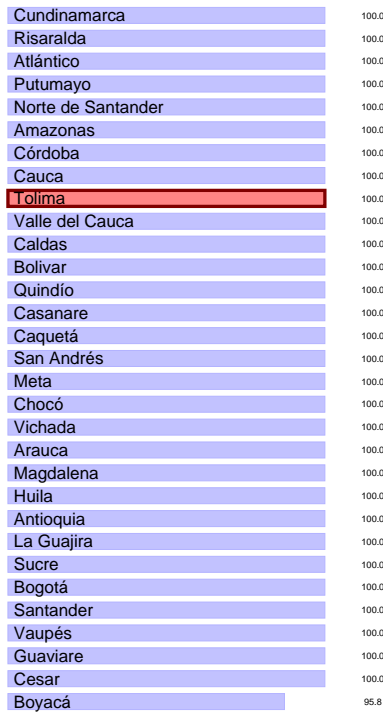 Cundinamarca 100.0
Risaralda 100.0
Atlántico 100.0
Putumayo 100.0
Norte de Santander 100.0
Amazonas 100.0
Córdoba 100.0
Cauca 100.0
Tolima 100.0
Valle del Cauca 100.0
Caldas 100.0
Bolivar 100.0
Quindío 100.0
Casanare 100.0
Caquetá 100.0
San Andrés 100.0
Meta 100.0
Chocó 100.0
Vichada 100.0
Arauca 100.0
Magdalena 100.0
Huila 100.0
Antioquia 100.0
La Guajira 100.0
Sucre 100.0
Bogotá 100.0
Santander 100.0
Vaupés 100.0
Guaviare 100.0
Cesar 100.0
Boyacá 95.8